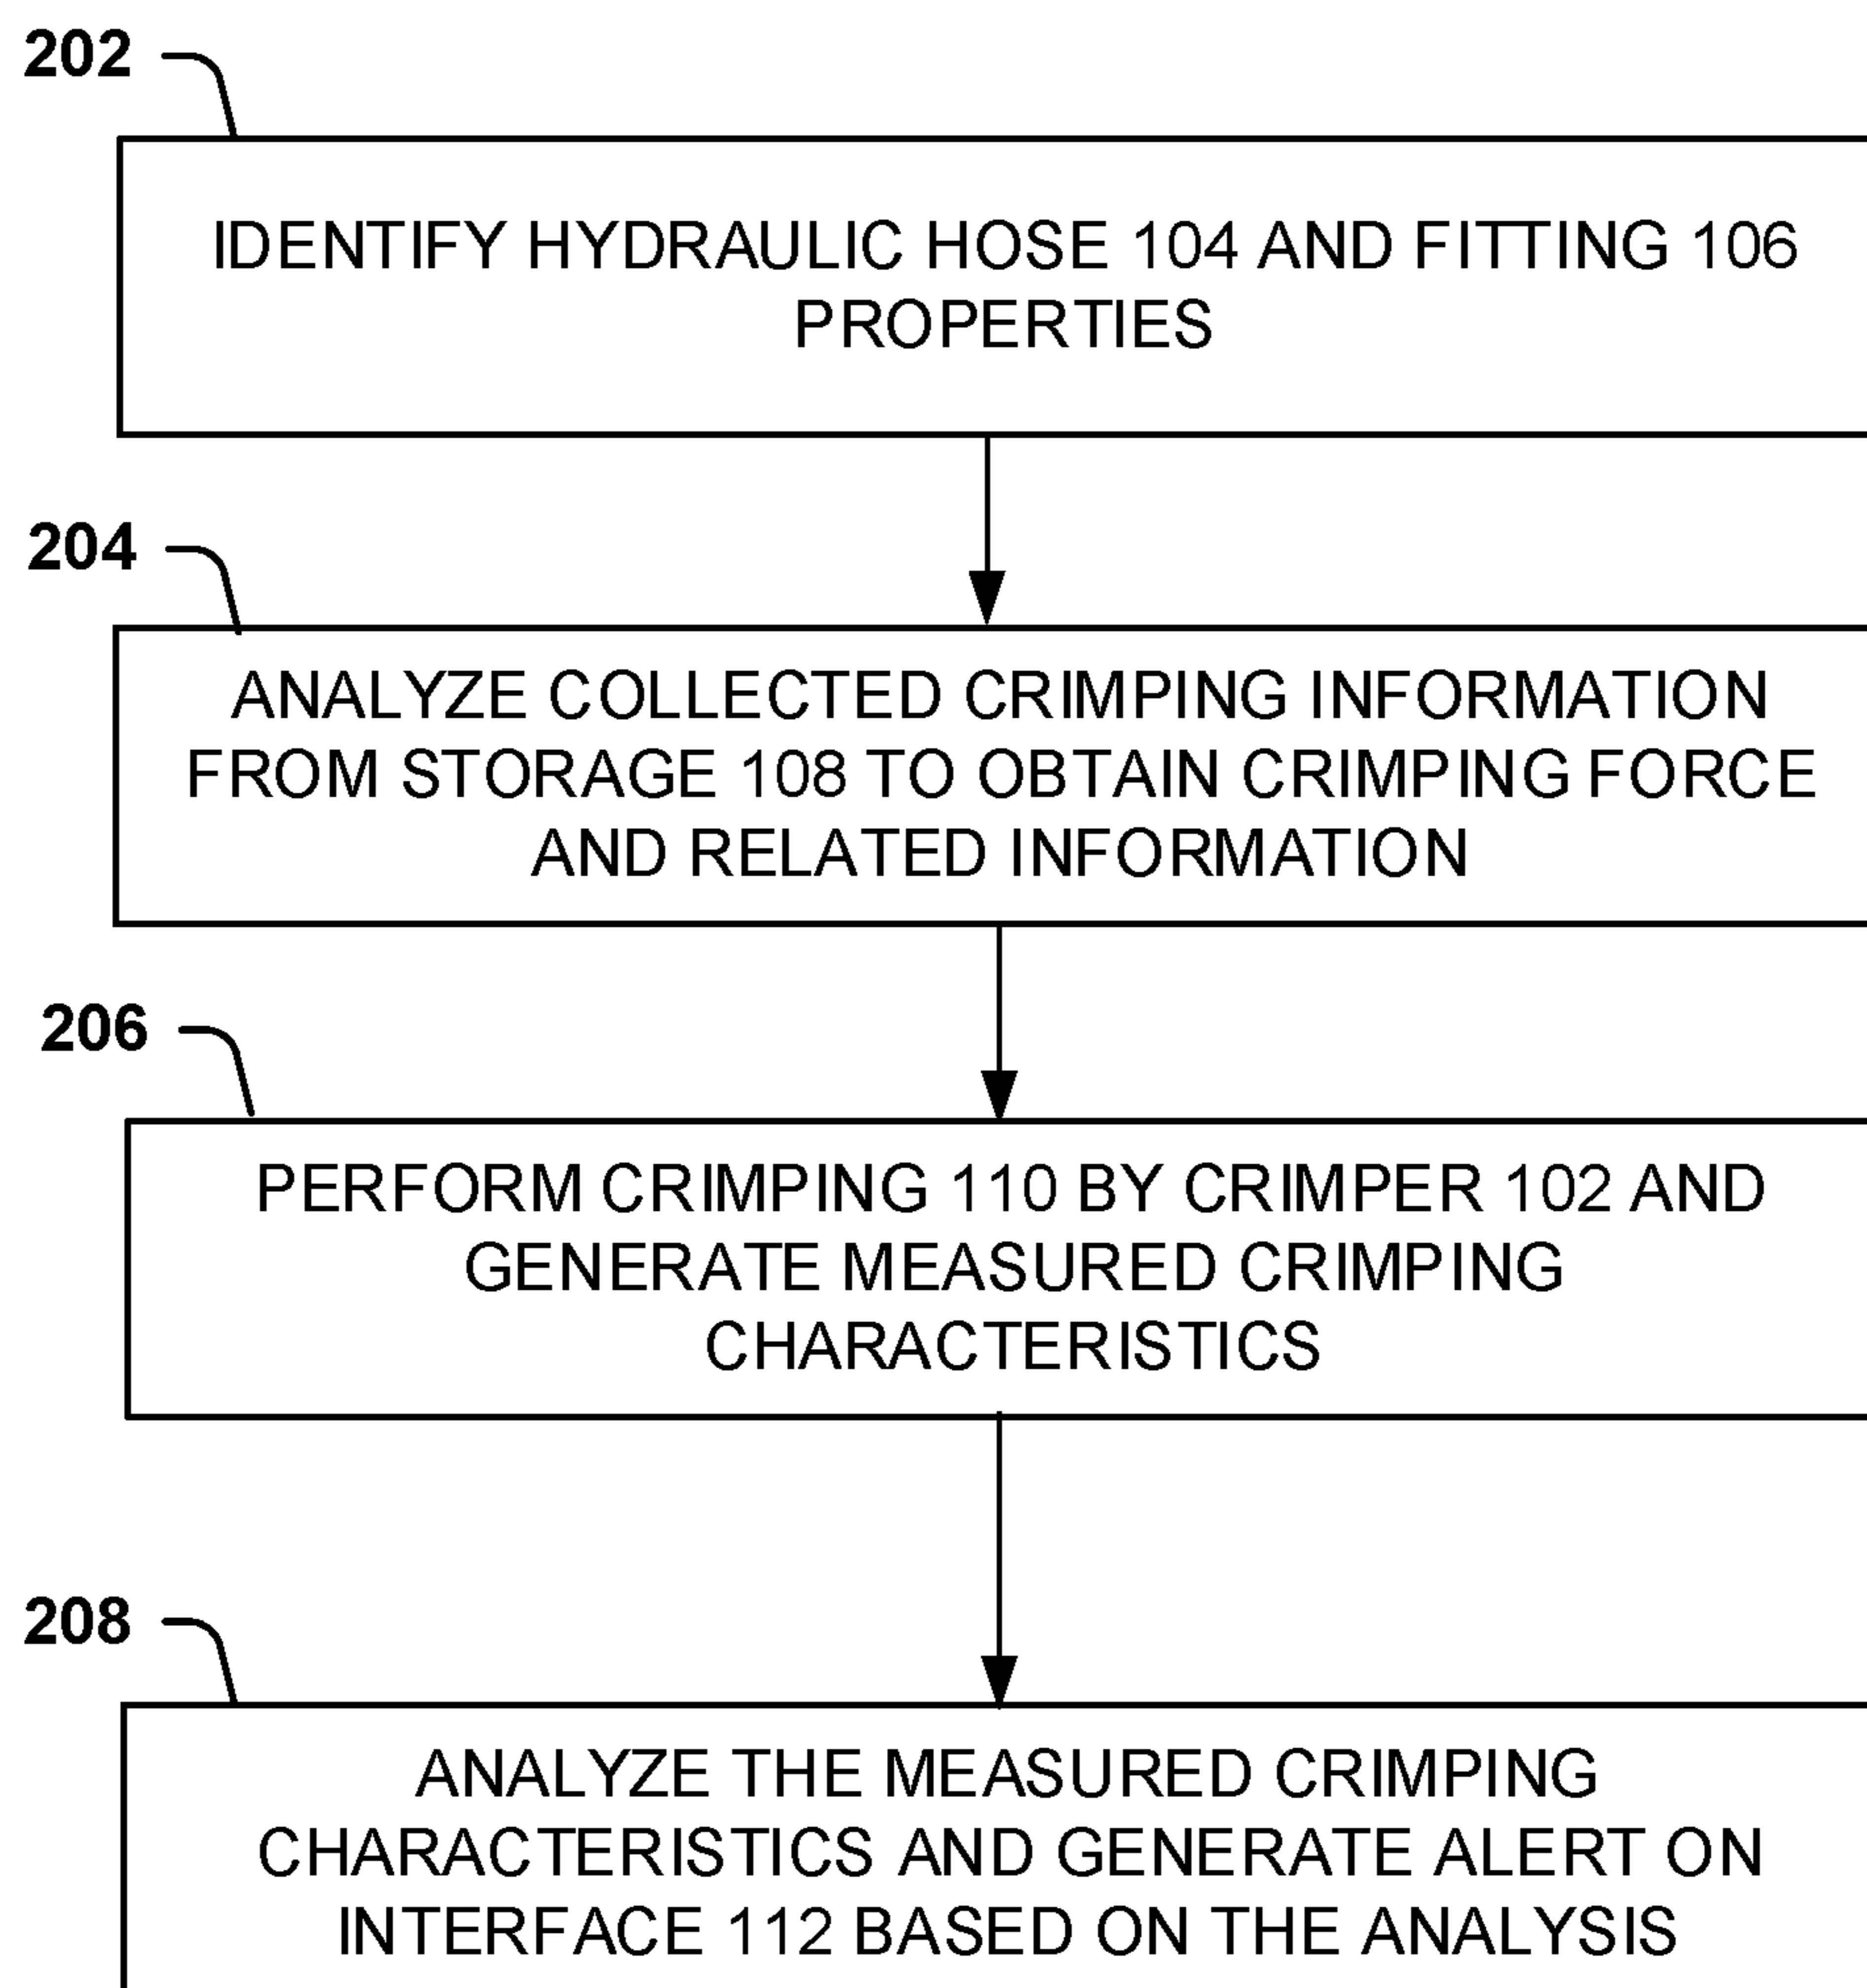 202
IDENTIFY HYDRAULIC HOSE 104 AND FITTING 106
PROPERTIES
204
ANALYZE COLLECTED CRIMPING INFORMATION
FROM STORAGE 108 TO OBTAIN CRIMPING FORCE
AND RELATED INFORMATION
206
PERFORM CRIMPING 110 BY CRIMPER 102 AND
GENERATE MEASURED CRIMPING
CHARACTERISTICS
208
ANALYZE THE MEASURED CRIMPING
CHARACTERISTICS AND GENERATE ALERT ON
INTERFACE 112 BASED ON THE ANALYSIS